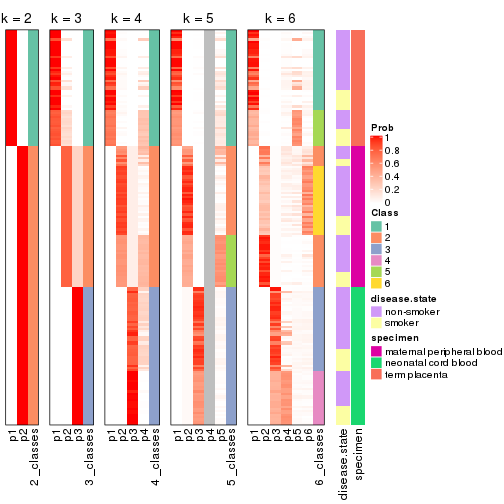 k = 2 k = 3 k = 4 k = 5 k = 6
Prob
1
0.8
0.6
0.4
0.2
0
Class
1
2
3
4
5
6
disease.state
non-smoker
smoker
specimen
maternal peripheral blood
neonatal cord blood
term placenta
p1 p2 2_classes p1 p2 p3 3_classes p1 p2 p3 p4 4_classes p1 p2 p3 p4 p5 5_classes p1 p2 p3 p4 p5 p6 6_classes disease.state specimen